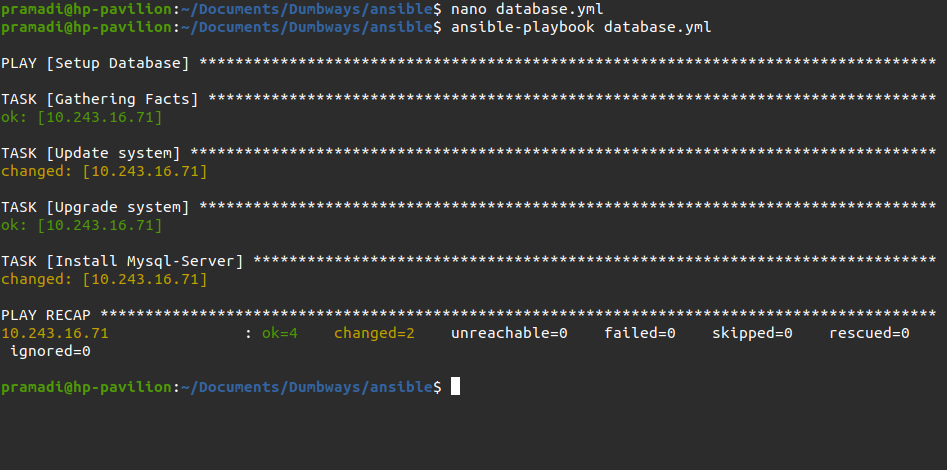 pramadi@hp-pavilion:~/Documents/Dumbways/ansible$ nano database.yml
pramadi@hp-pavilion:~/Documents/Dumbways/ansible$ ansible-playbook database.yml
PLAY [Setup Database] **********************************************************************************
TASK [Gathering Facts] *********************************************************************************
ok: [10.243.16.71]
TASK [Update system] ***********************************************************************************
changed: [10.243.16.71]
TASK [Upgrade system] **********************************************************************************
ok: [10.243.16.71]
TASK [Install Mysql-Server] ****************************************************************************
changed: [10.243.16.71]
PLAY RECAP *********************************************************************************************
10.243.16.71               : ok=4    changed=2    unreachable=0    failed=0    skipped=0    rescued=0
 ignored=0
pramadi@hp-pavilion:~/Documents/Dumbways/ansible$